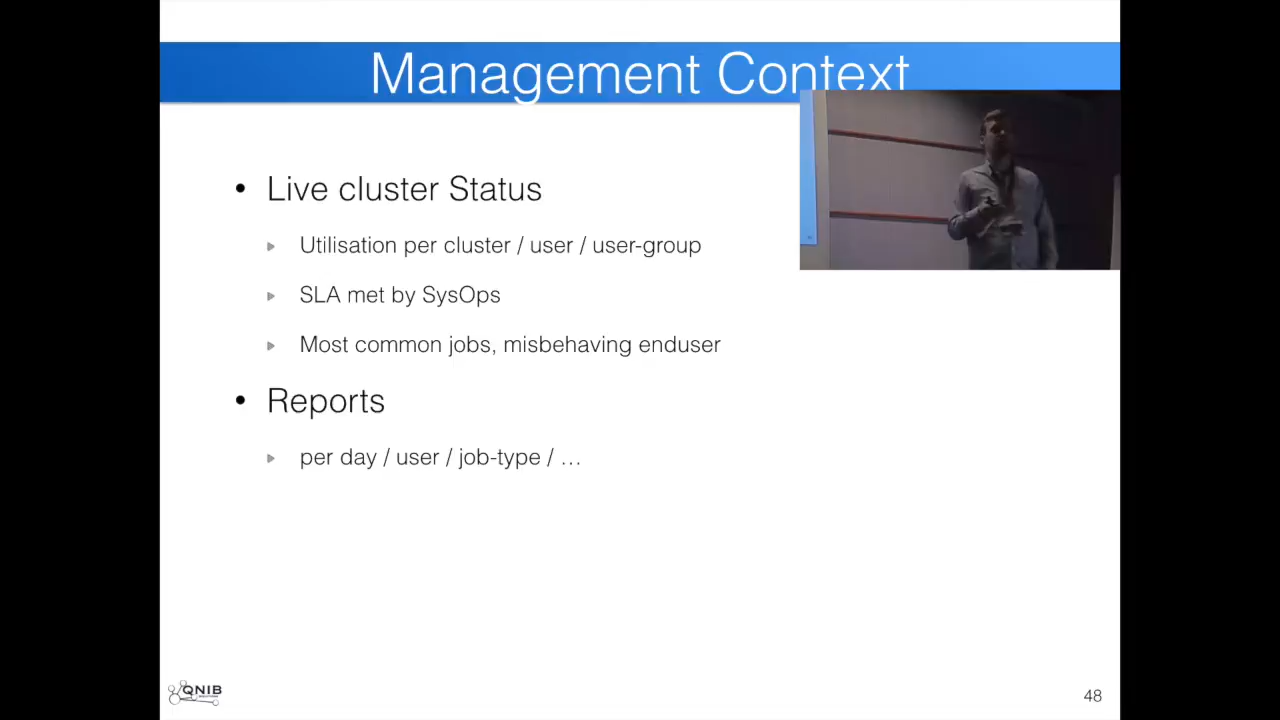 Management Context
• Live cluster Status
Utilisation per cluster / user / user-group
SLA met by SysOps
Most common jobs, misbehaving enduser
• Reports
per day / user / job-type / …
QNIB
48